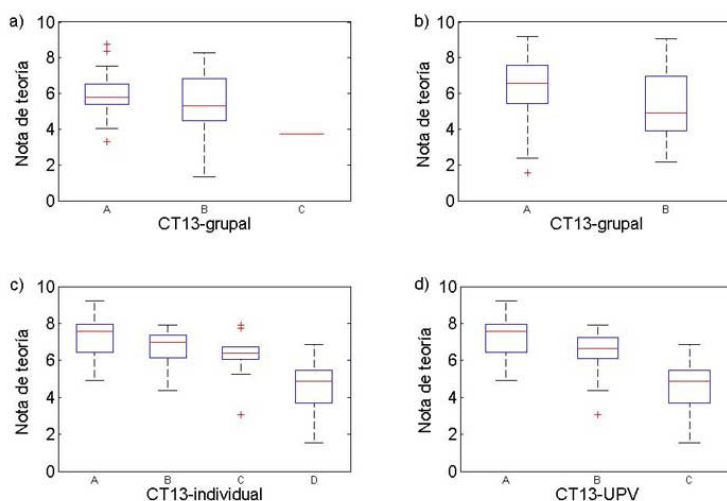 a)
Nota de teoría
10
8
6
4
2
0
A B C
CT13-grupal
b)
Nota de teoría
10
8
6
4
2
0
A B
CT13-grupal
c)
Nota de teoría
10
8
6
4
2
0
A B C D
CT13-individual
d)
Nota de teoría
10
8
6
4
2
0
A B C
CT13-UPV